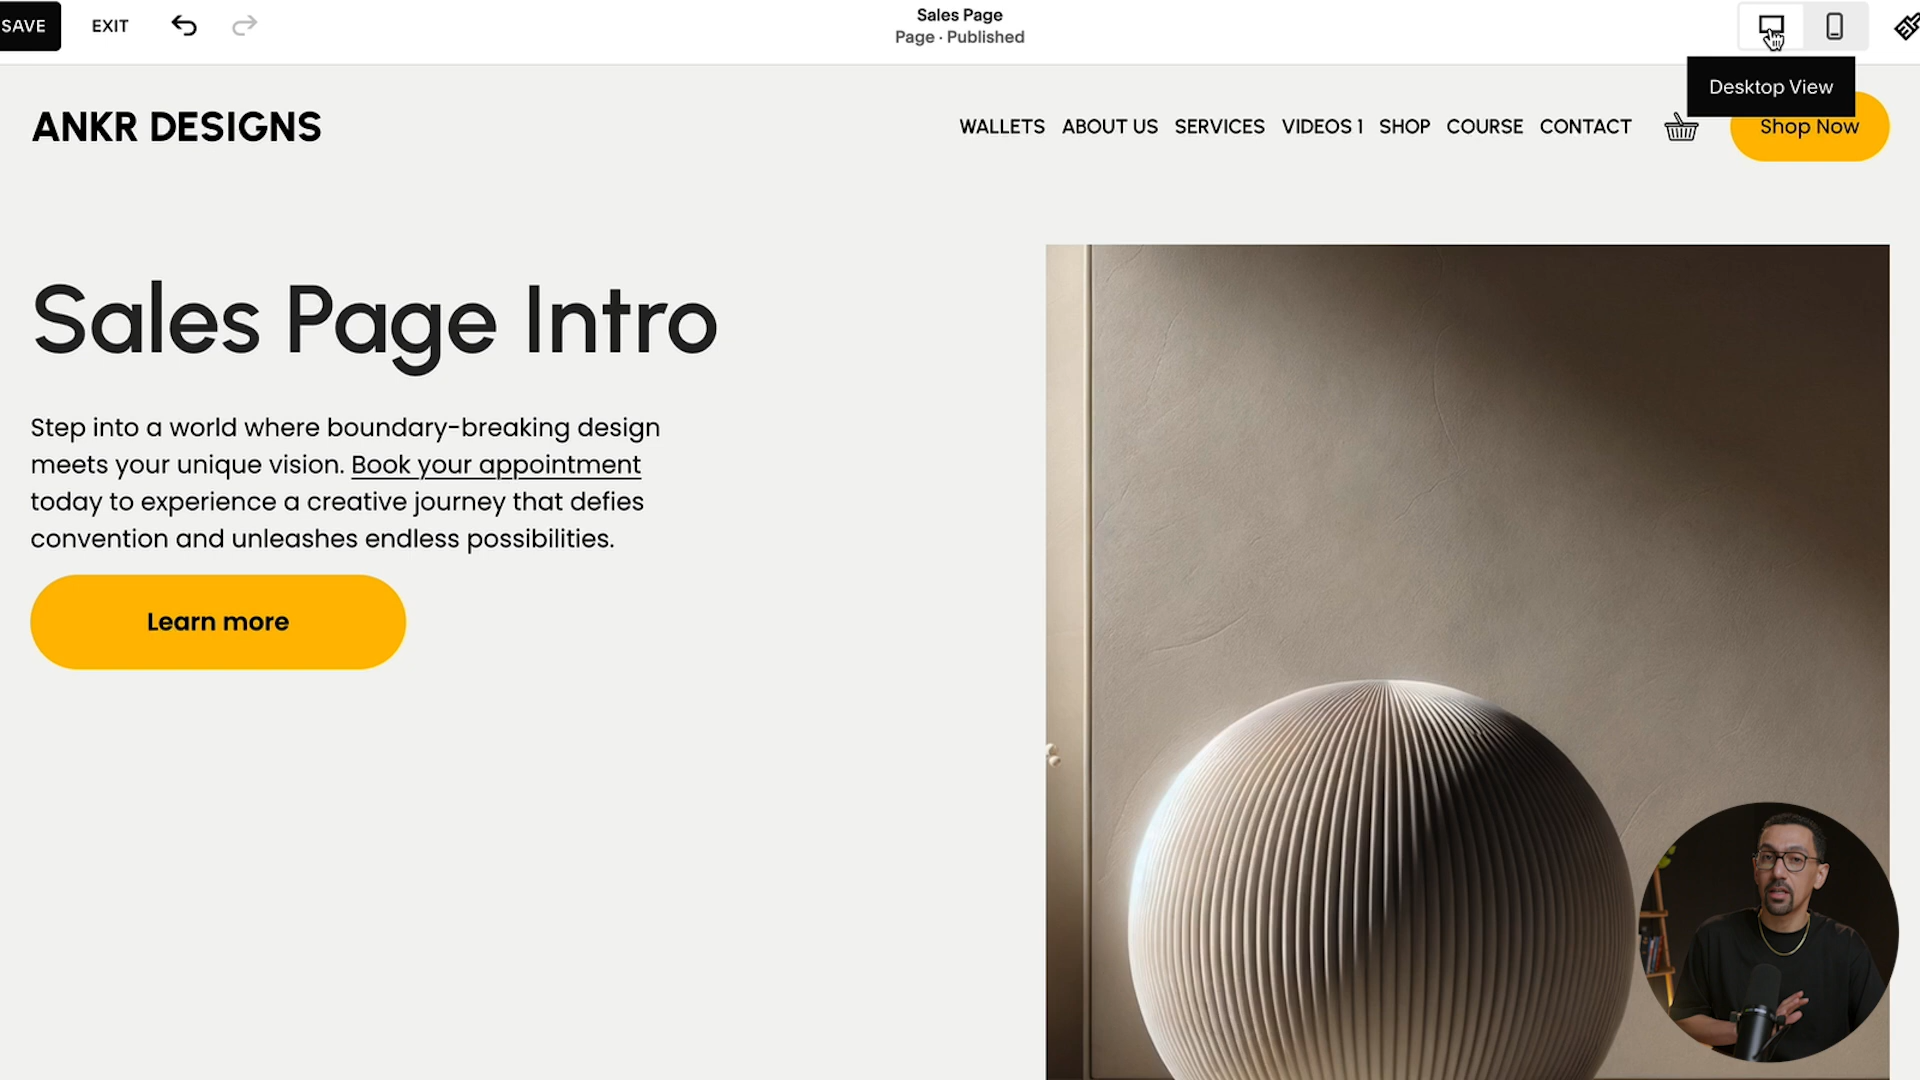 SAVE EXIT
Sales Page
Page · Published
Desktop View
ANKR DESIGNS
WALLETS ABOUT US SERVICES VIDEOS 1 SHOP COURSE CONTACT
Shop Now
Sales Page Intro
Step into a world where boundary-breaking design
meets your unique vision. Book your appointment
today to experience a creative journey that defies
convention and unleashes endless possibilities.
Learn more